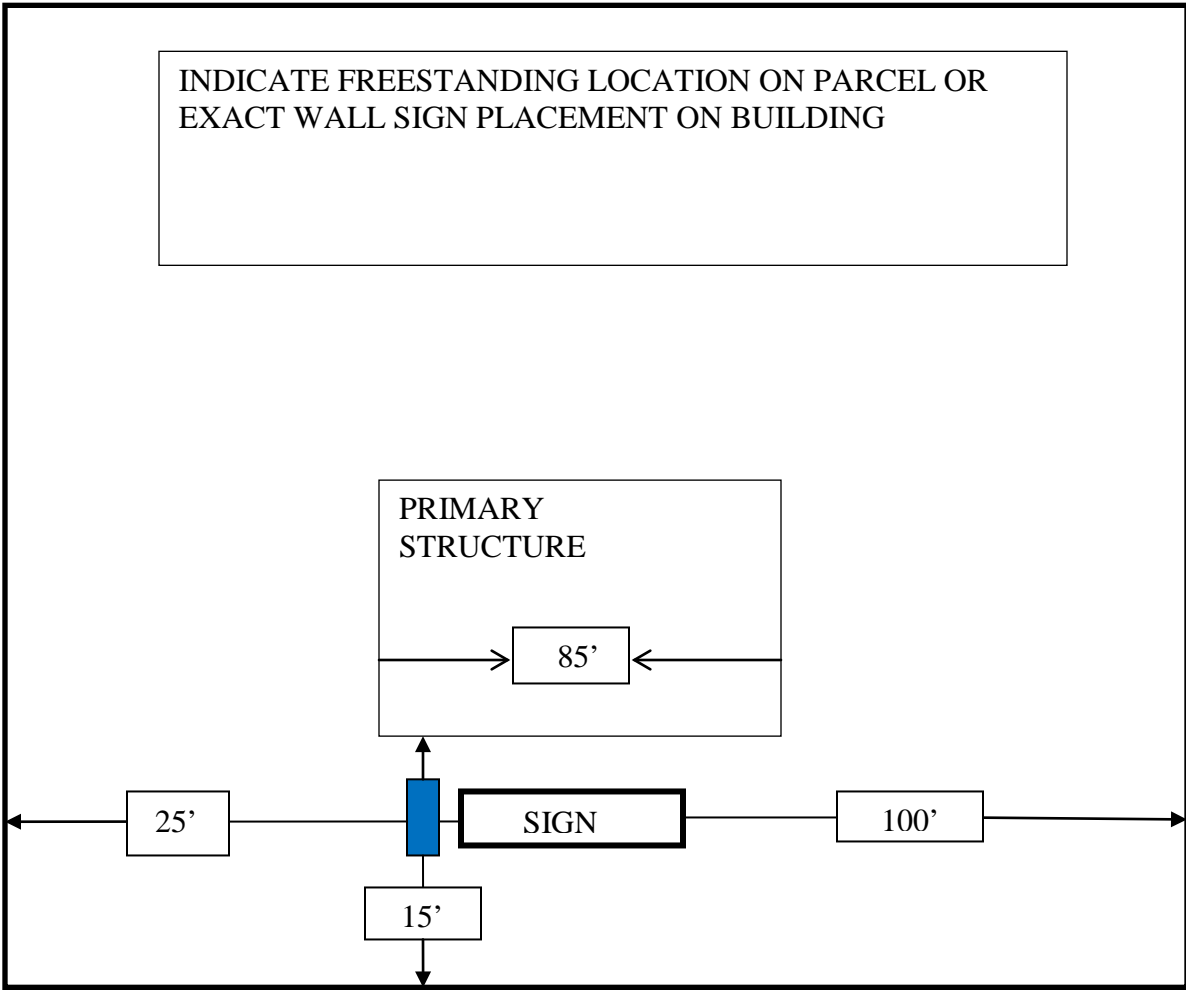 INDICATE FREESTANDING LOCATION ON PARCEL OR
EXACT WALL SIGN PLACEMENT ON BUILDING
PRIMARY
STRUCTURE
85’
25’
SIGN
100’
15’